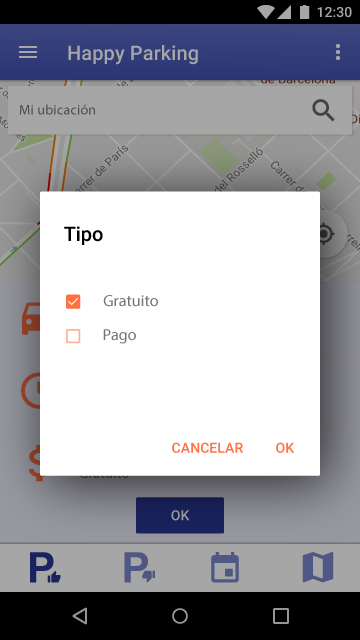 12:30
Happy Parking
de Barcelona
Mi ubicación
Carrer de París
del Rosselló
Tipo
Gratuito
Pago
CANCELAR OK
Gratuito
OK
P P